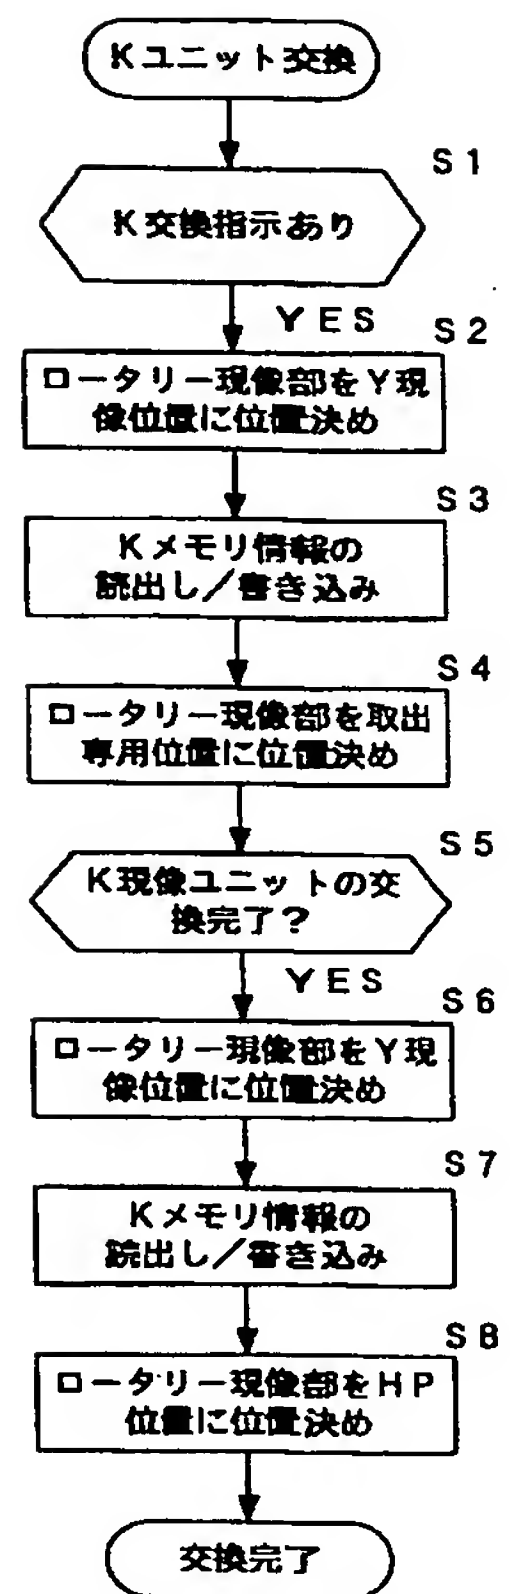 Kユニット交換
S1
K交換指示あり
YES
S2
ロータリー現像部をY現
像位置に位置決め
S3
Kメモリ情報の
読出し／書き込み
S4
ロータリー現像部を取出
専用位置に位置決め
S5
K現像ユニットの交
換完了？
YES
S6
ロータリー現像部をY現
像位置に位置決め
S7
Kメモリ情報の
読出し／書き込み
S8
ロータリー現像部をHP
位置に位置決め
交換完了